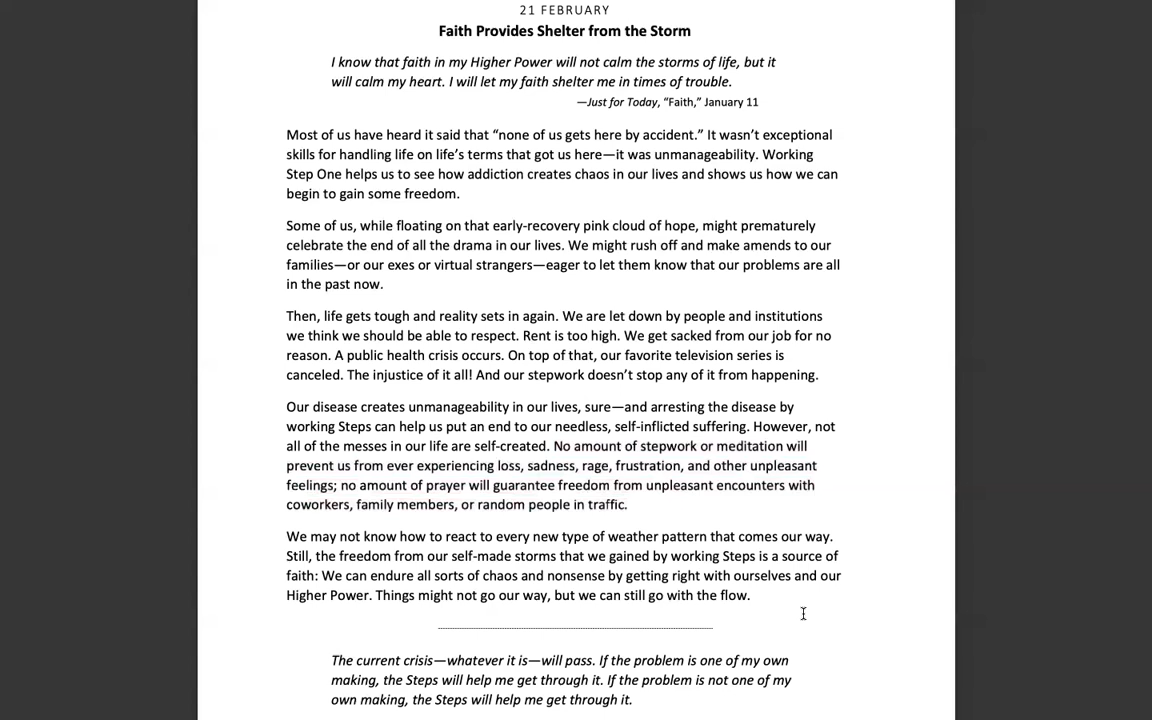 21 FEBRUARY
Faith Provides Shelter from the Storm
I know that faith in my Higher Power will not calm the storms of life, but it
will calm my heart. I will let my faith shelter me in times of trouble.
—Just for Today, “Faith,” January 11
Most of us have heard it said that “none of us gets here by accident.” It wasn’t exceptional
skills for handling life on life’s terms that got us here—it was unmanageability. Working
Step One helps us to see how addiction creates chaos in our lives and shows us how we can
begin to gain some freedom.
Some of us, while floating on that early-recovery pink cloud of hope, might prematurely
celebrate the end of all the drama in our lives. We might rush off and make amends to our
families—or our exes or virtual strangers—eager to let them know that our problems are all
in the past now.
Then, life gets tough and reality sets in again. We are let down by people and institutions
we think we should be able to respect. Rent is too high. We get sacked from our job for no
reason. A public health crisis occurs. On top of that, our favorite television series is
canceled. The injustice of it all! And our stepwork doesn’t stop any of it from happening.
Our disease creates unmanageability in our lives, sure—and arresting the disease by
working Steps can help us put an end to our needless, self-inflicted suffering. However, not
all of the messes in our life are self-created. No amount of stepwork or meditation will
prevent us from ever experiencing loss, sadness, rage, frustration, and other unpleasant
feelings; no amount of prayer will guarantee freedom from unpleasant encounters with
coworkers, family members, or random people in traffic.
We may not know how to react to every new type of weather pattern that comes our way.
Still, the freedom from our self-made storms that we gained by working Steps is a source of
faith: We can endure all sorts of chaos and nonsense by getting right with ourselves and our
Higher Power. Things might not go our way, but we can still go with the flow.
The current crisis—whatever it is—will pass. If the problem is one of my own
making, the Steps will help me get through it. If the problem is not one of my
own making, the Steps will help me get through it.